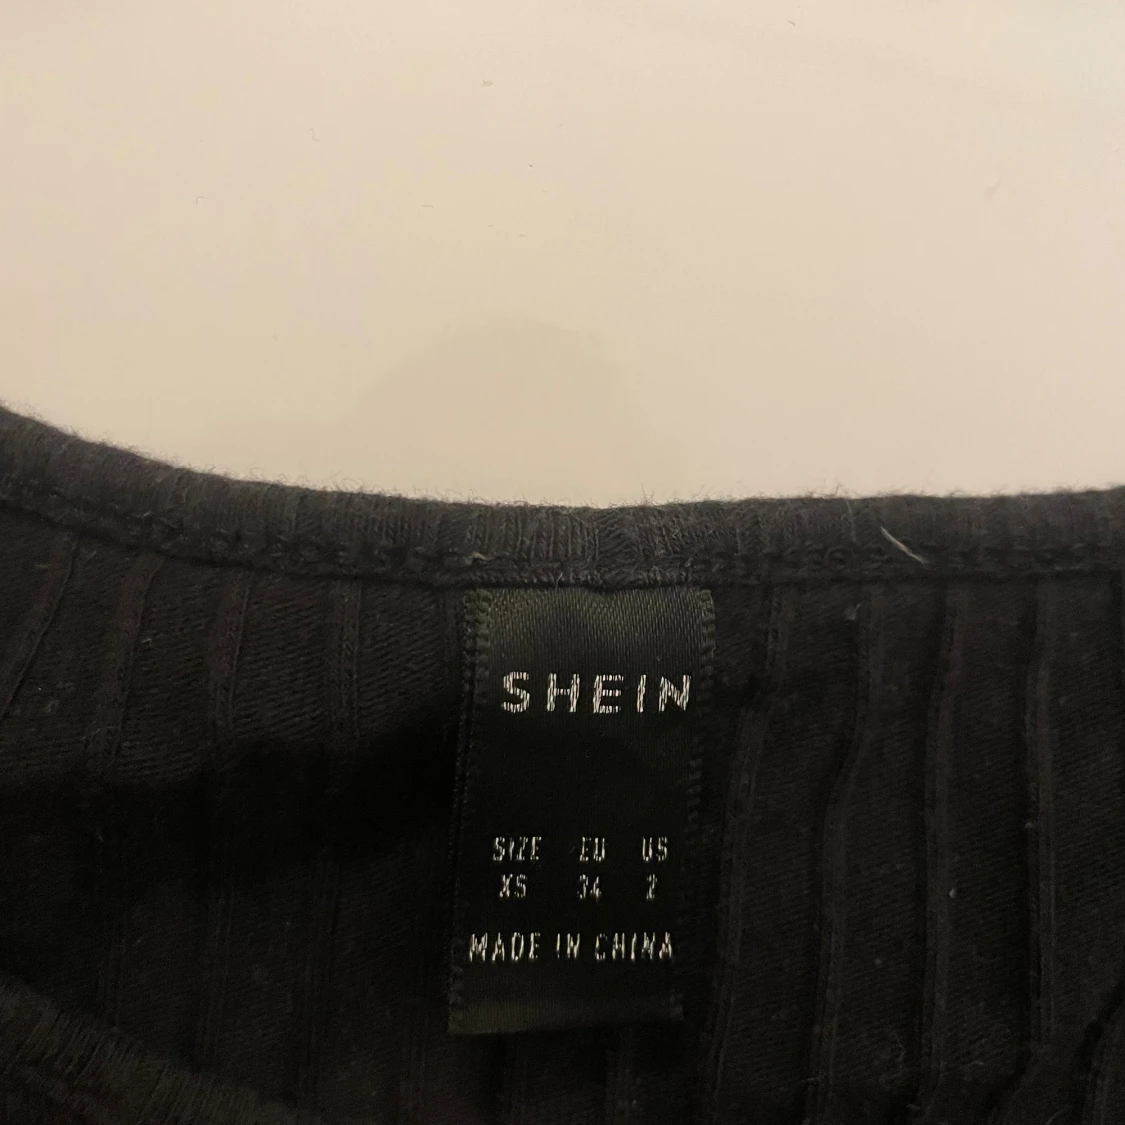 SHEIN
SIZE EU US
XS 34 2
MADE IN CHINA